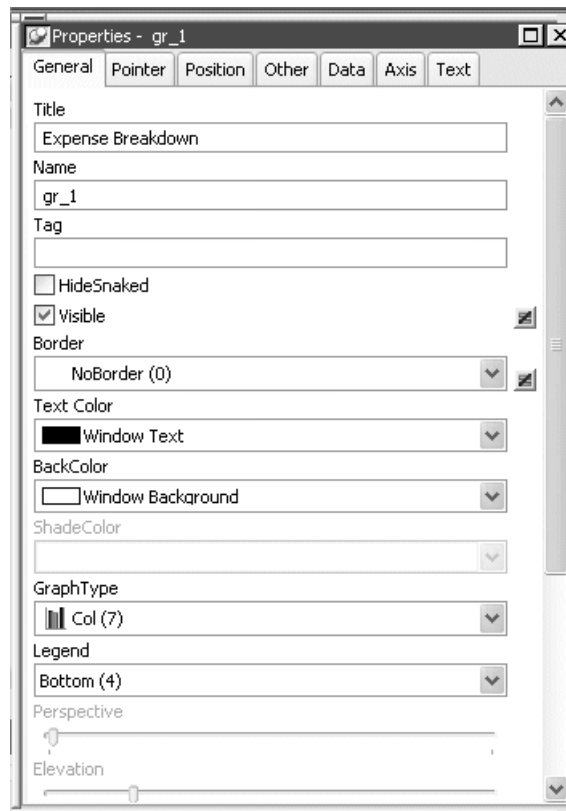 Properties - gr_1
General Pointer Position Other Data Axis Text
Title
Expense Breakdown
Name
gr_1
Tag
HideSnaked
Visible
Border
NoBorder (0)
Text Color
Window Text
BackColor
Window Background
ShadeColor
GraphType
Col (7)
Legend
Bottom (4)
Perspective
Elevation